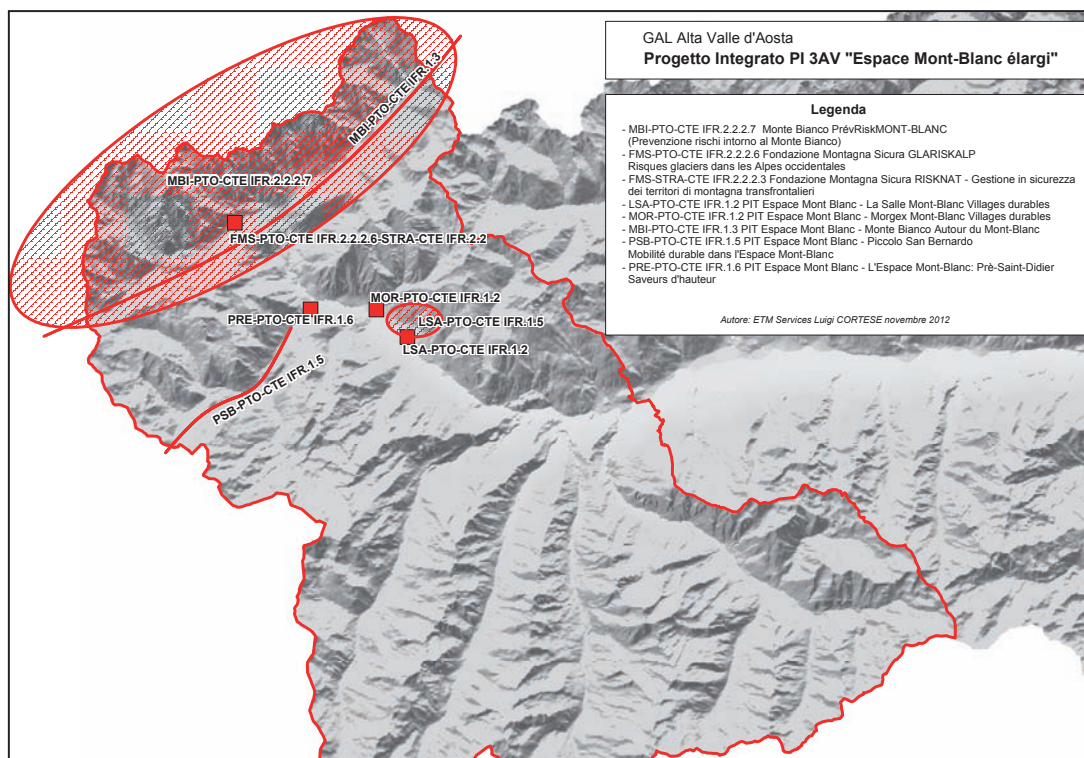 GAL Alta Valle d'Aosta
Progetto Integrato PI 3AV "Espace Mont-Blanc élargi"
Legenda
- MBI-PTO-CTE IFR.2.2.2.7 Monte Bianco PrévRiskMONT-BLANC
(Prevenzione rischi intorno al Monte Bianco)
- FMS-PTO-CTE IFR.2.2.2.6 Fondazione Montagna Sicura GLARISKALP
Risques glaciers dans les Alpes occidentales
- FMS-STRA-CTE IFR.2.2.2.3 Fondazione Montagna Sicura RISKNAT - Gestione in sicurezza
dei territori di montagna transfrontalieri
- LSA-PTO-CTE IFR.1.2 PIT Espace Mont Blanc - La Salle Mont-Blanc Villages durables
- MOR-PTO-CTE IFR.1.2 PIT Espace Mont Blanc - Morgex Mont-Blanc Villages durables
- MBI-PTO-CTE IFR.1.3 PIT Espace Mont Blanc - Monte Bianco Autour du Mont-Blanc
- PSB-PTO-CTE IFR.1.5 PIT Espace Mont Blanc - Piccolo San Bernardo
Mobilité durable dans l'Espace Mont-Blanc
- PRE-PTO-CTE IFR.1.6 PIT Espace Mont Blanc - L'Espace Mont-Blanc: Prè-Saint-Didier
Saveurs d'hauteur
Autore: ETM Services Luigi CORTESE novembre 2012
MBI-PTO-CTE IFR.1.3
MBI-PTO-CTE IFR.2.2.2.7
FMS-PTO-CTE IFR.2.2.2.6-STRA-CTE IFR.2.2
MOR-PTO-CTE IFR.1.2
PRE-PTO-CTE IFR.1.6
LSA-PTO-CTE IFR.1.5
LSA-PTO-CTE IFR.1.2
PSB-PTO-CTE IFR.1.5